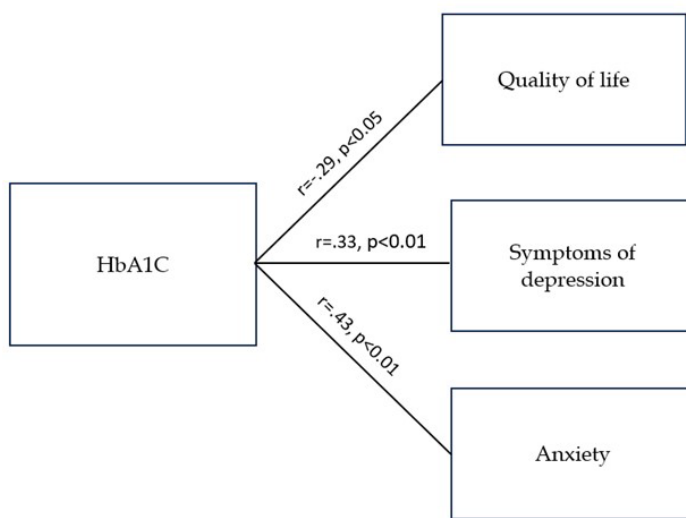 Quality of life
r=-.29, p<0.05
HbA1C
r=.33, p<0.01
Symptoms of
depression
r=.43, p<0.01
Anxiety